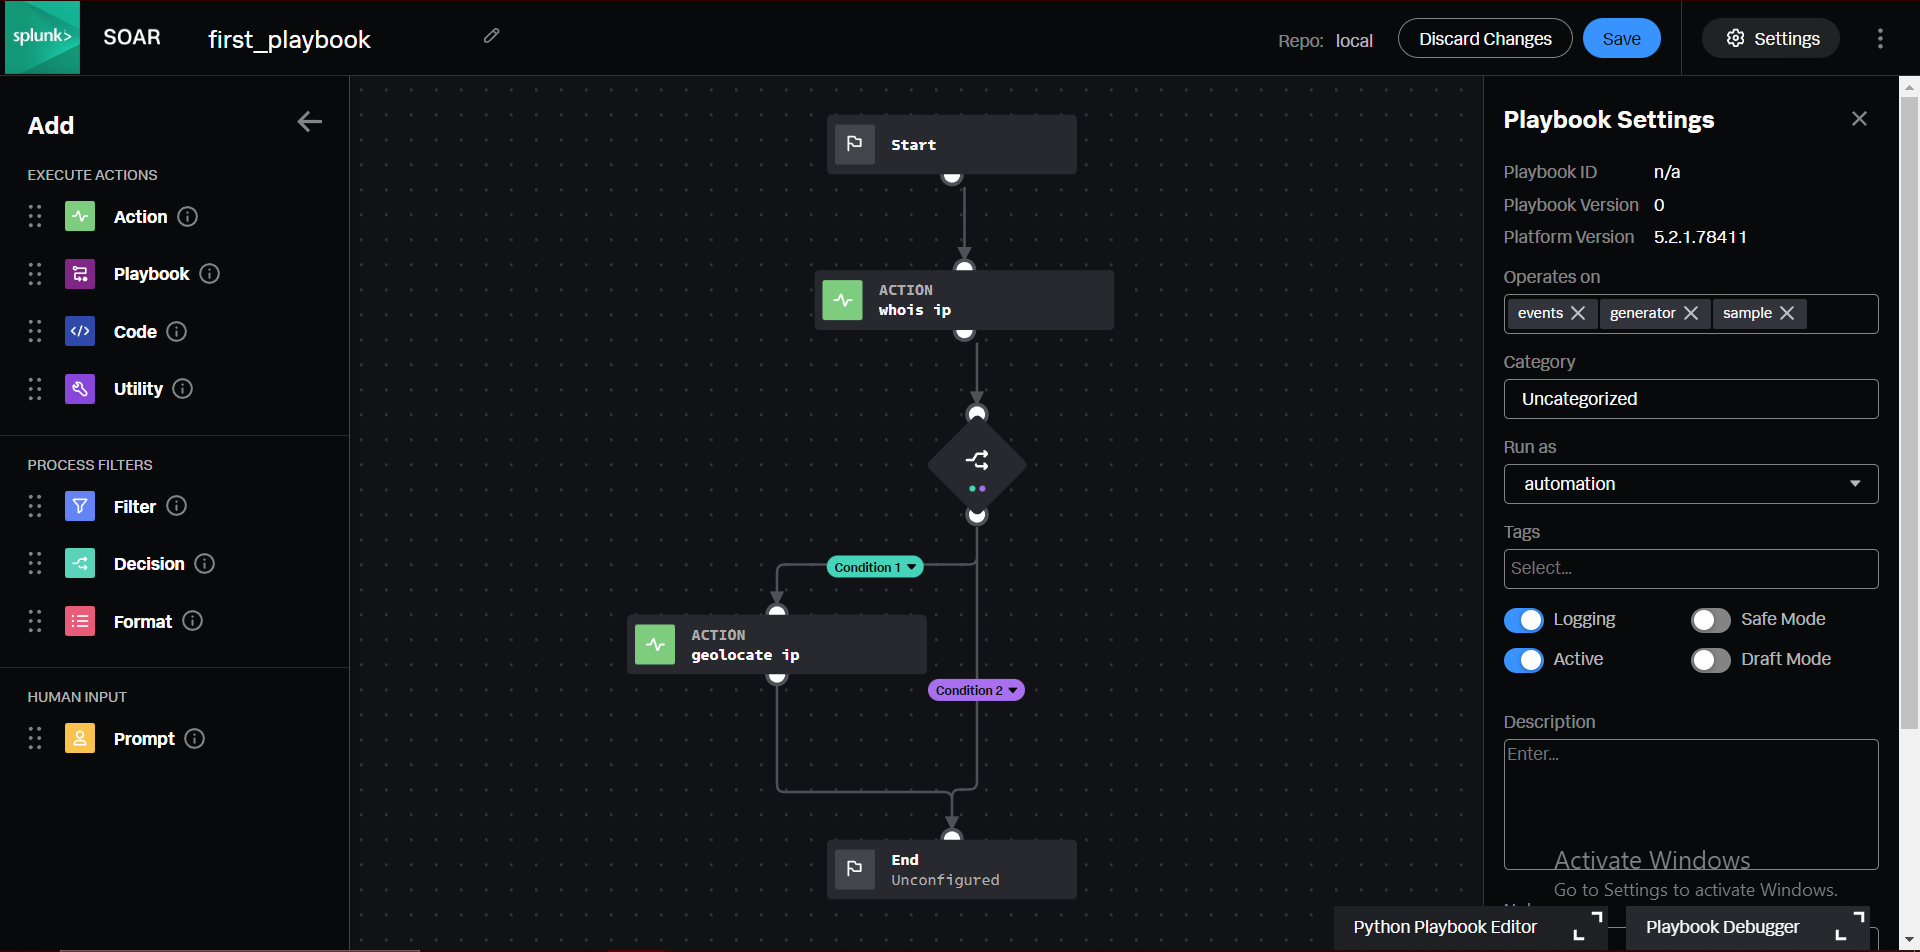 splunk>
SOAR
first_playbook
Repo: local
Discard Changes
Save
Settings
Add
EXECUTE ACTIONS
Action
Playbook
Code
Utility
PROCESS FILTERS
Filter
Decision
Format
HUMAN INPUT
Prompt
Start
ACTION
whois ip
Condition 1
ACTION
geolocate ip
Condition 2
End
Unconfigured
Playbook Settings
Playbook ID n/a
Playbook Version 0
Platform Version 5.2.1.78411
Operates on
events generator sample
Category
Uncategorized
Run as
automation
Tags
Select...
Logging Safe Mode
Active Draft Mode
Description
Enter...
Activate Windows
Go to Settings to activate Windows.
Python Playbook Editor
Playbook Debugger